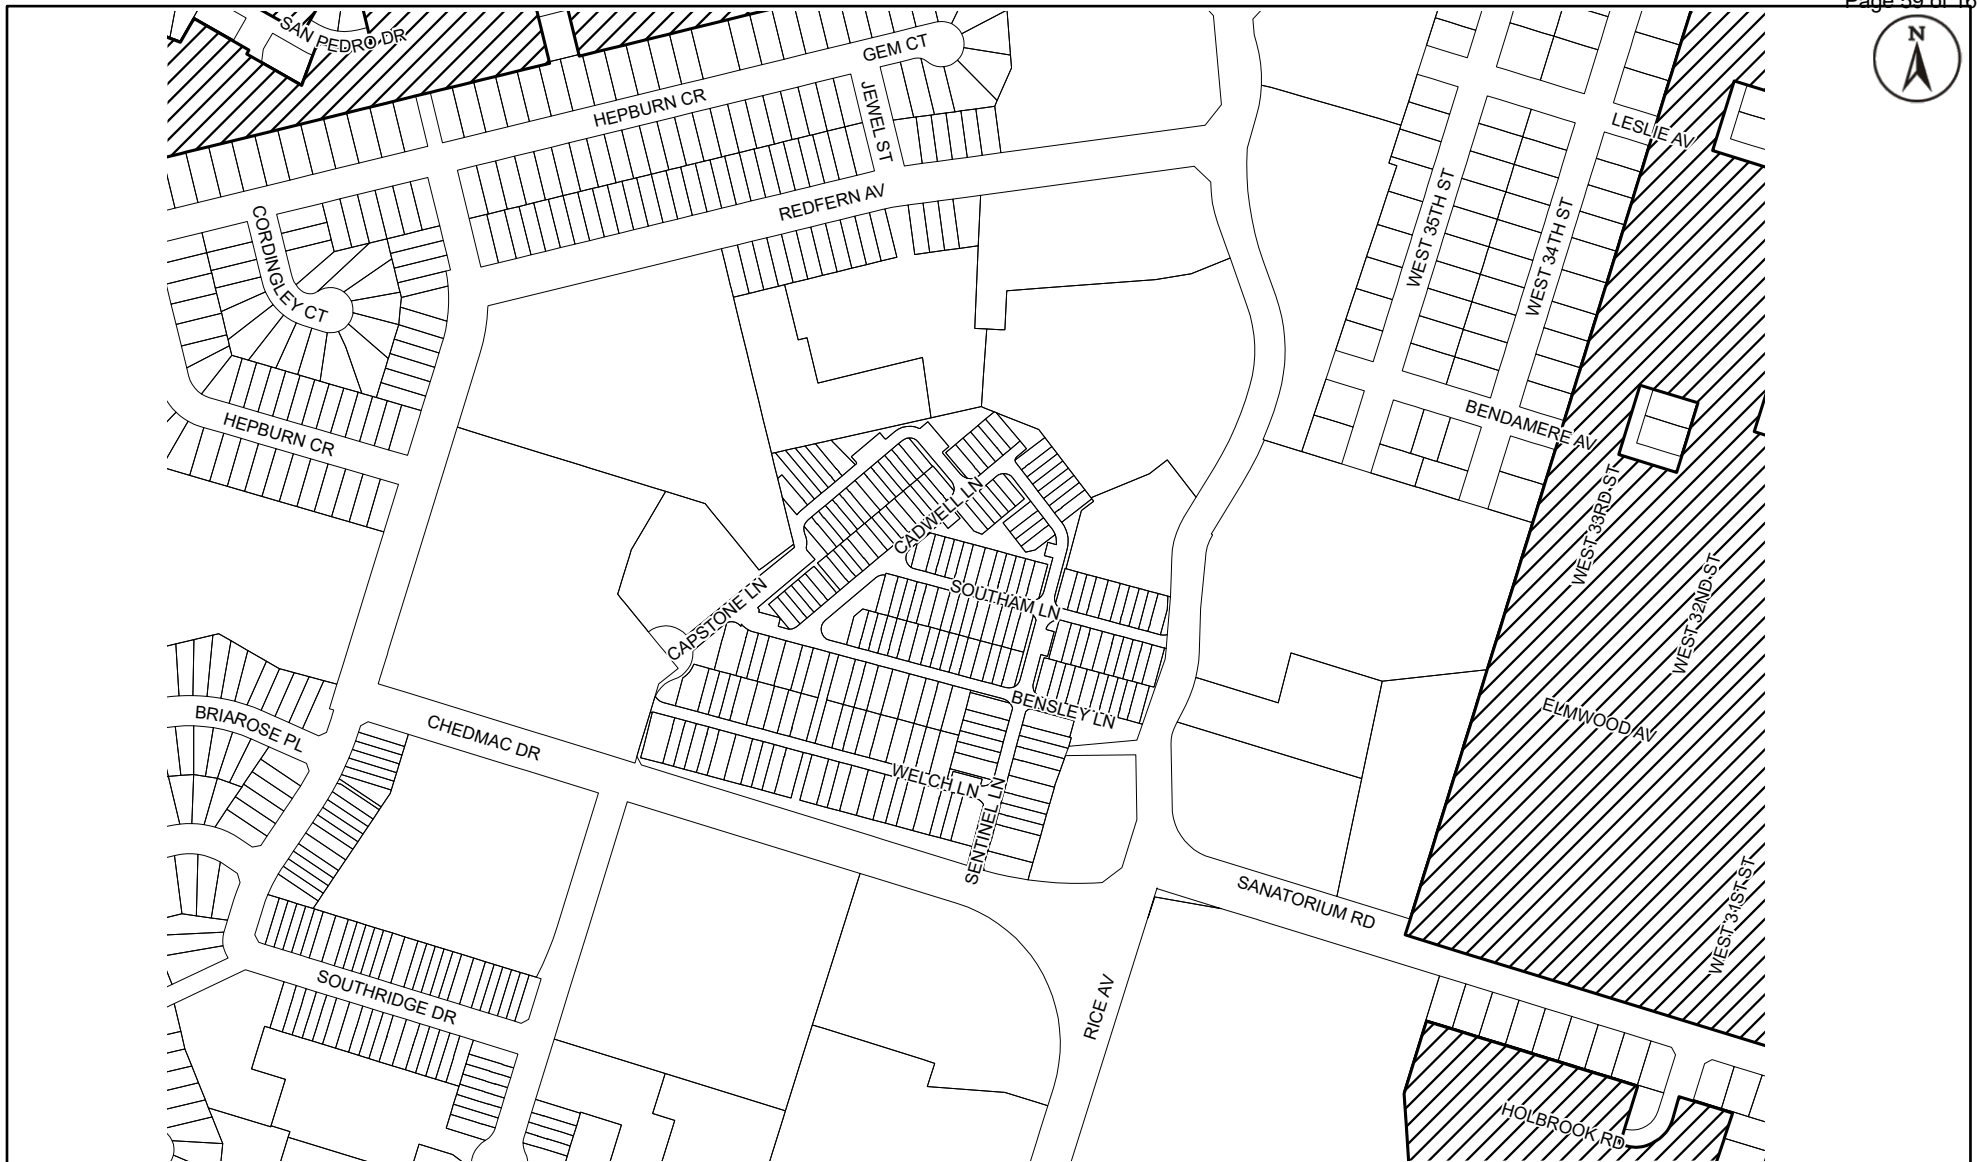 Page 59 of 16
N
SAN PEDRO DR
GEM CT
HEPBURN CR
JEWEL ST
LESLIE AV
REDFERN AV
WEST 35TH ST
WEST 34TH ST
CORDINGLEY CT
HEPBURN CR
BENDAMERE AV
WEST 33RD ST
CADWELL LN
SOUTHAM LN
CAPSTONE LN
WEST 32ND ST
BENSLEY LN
ELMWOOD AV
BRIAROSE PL
CHEDMAC DR
WELCH LN
SENTINEL LN
SANATORIUM RD
WEST 31ST ST
SOUTHRIDGE DR
RICE AV
HOLBROOK RD